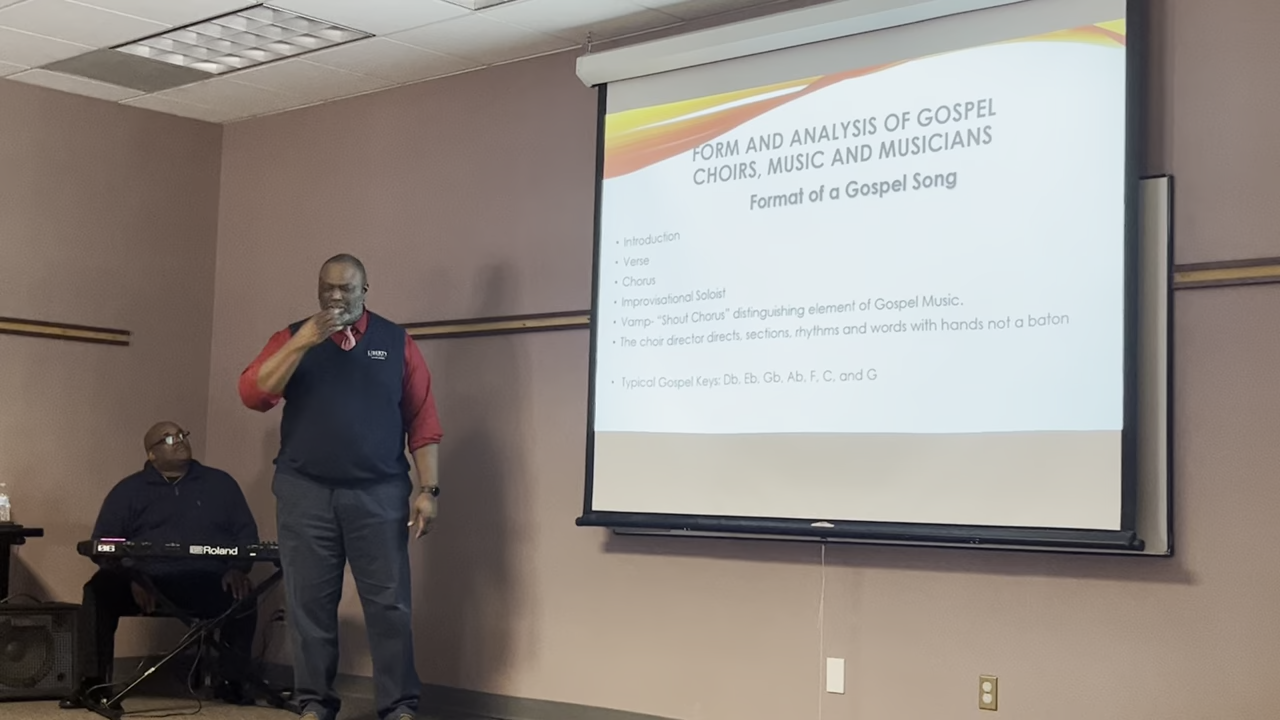 FORM AND ANALYSIS OF GOSPEL
CHOIRS, MUSIC AND MUSICIANS
Format of a Gospel Song
• Introduction
• Verse
• Chorus
• Improvisational Soloist
• Vamp- "Shout Chorus" distinguishing element of Gospel Music.
• The choir director directs, sections, rhythms and words with hands not a baton
• Typical Gospel Keys: Db, Eb, Gb, Ab, F, C, and G
LIBERTY
Roland